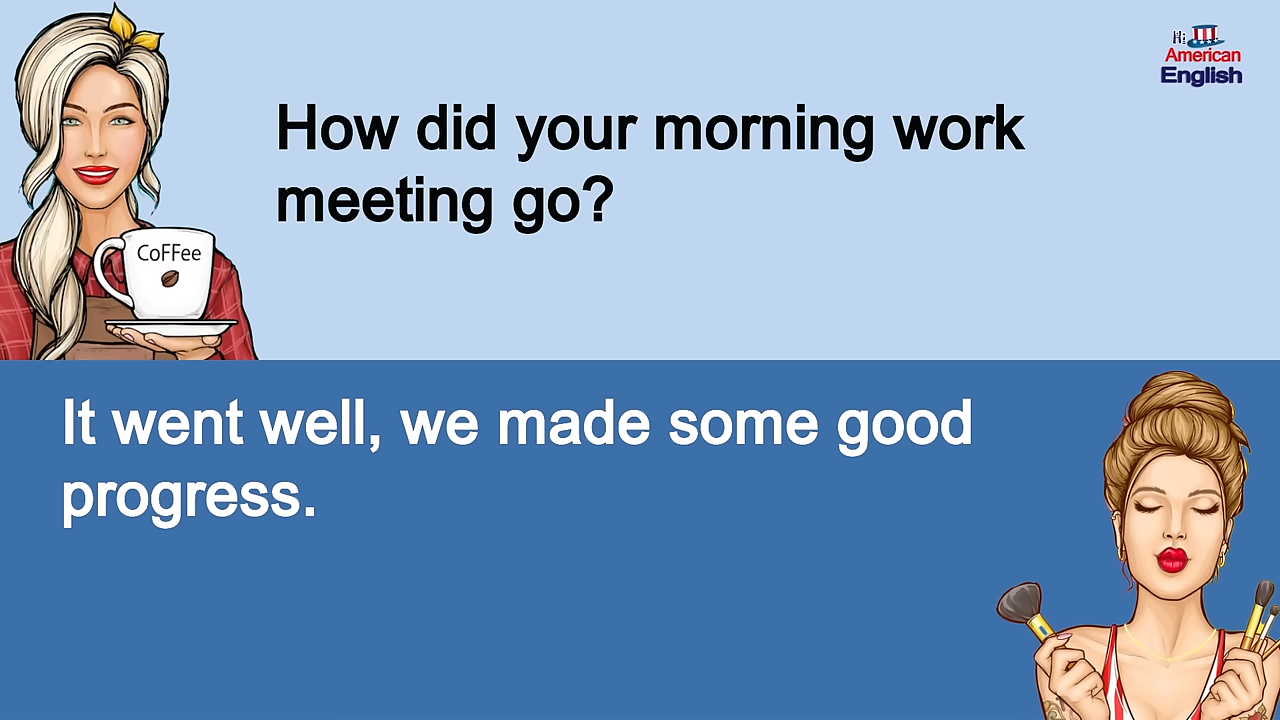 Hi
American
English
How did your morning work
meeting go?
CoFFee
It went well, we made some good
progress.